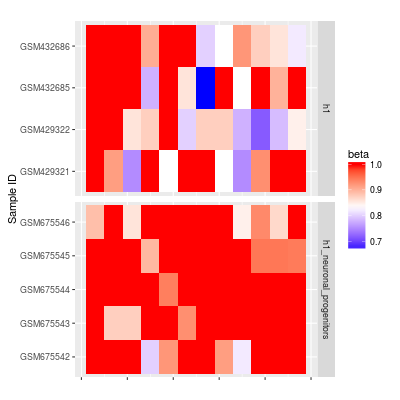 GSM432686
GSM432685
GSM429322
GSM429321
h1
GSM675546
GSM675545
GSM675544
GSM675543
GSM675542
h1_neuronal_progenitors
Sample ID
beta
1.0
0.9
0.8
0.7